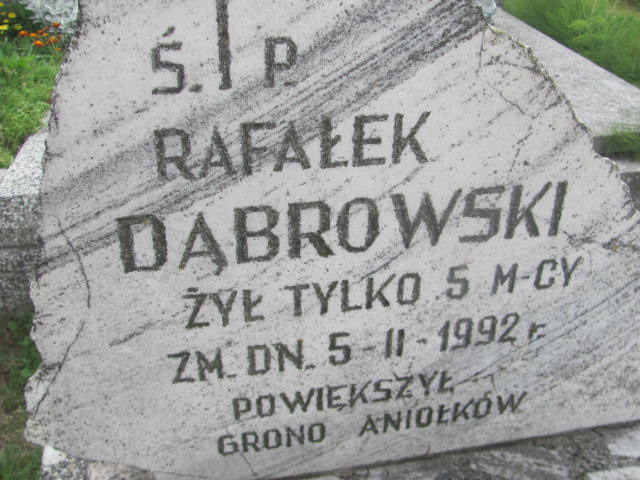 Ś. P.
RAFAŁEK
DĄBROWSKI
ŻYŁ TYLKO 5 M-CY
ZM. DN. 5-II-1992 r.
POWIĘKSZYŁ
GRONO ANIOŁKÓW